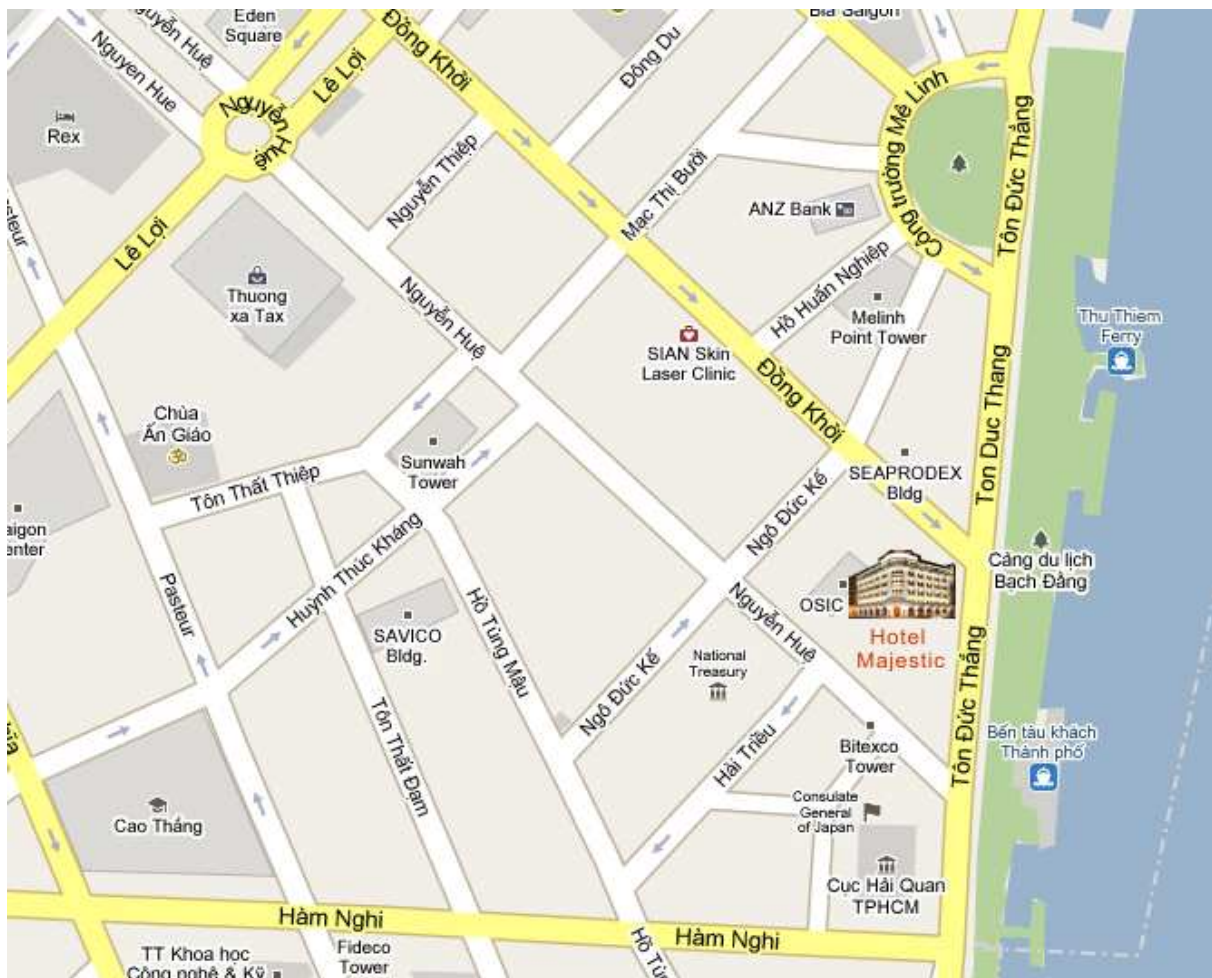 Nguyễn Huệ
Eden
Square
Đồng Khởi
Bia Saigon
Nguyen Hue
Lê Lợi
Đông Du
Công trường Mê Linh
Rex
Nguyễn Huệ
Nguyễn Thiệp
Mạc Thị Bưởi
ANZ Bank
Tôn Đức Thắng
Pasteur
Lê Lợi
Thuong
xa Tax
Nguyễn Huệ
Hồ Huấn Nghiệp
Melinh
Point Tower
Thu Thiem
Ferry
SIAN Skin
Laser Clinic
Đồng Khởi
Ton Duc Thang
Chùa
Ấn Giáo
Sunwah
Tower
Tôn Thất Thiệp
SEAPRODEX
Bldg
Ngô Đức Kế
Huỳnh Thúc Kháng
Cảng du lịch
Bạch Đằng
Pasteur
Hồ Tùng Mậu
OSIC
Nguyễn Huệ
Hotel
Majestic
SAVICO
Bldg.
National
Treasury
Ngô Đức Kế
Tôn Đức Thắng
Tôn Thất Đạm
Hải Triều
Bitexco
Tower
Bến tàu khách
Thành phố
Cao Thắng
Consulate
General
of Japan
Cục Hải Quan
TPHCM
Hàm Nghi
Hàm Nghi
TT Khoa học
Công nghệ & Kỹ
Fideco
Tower